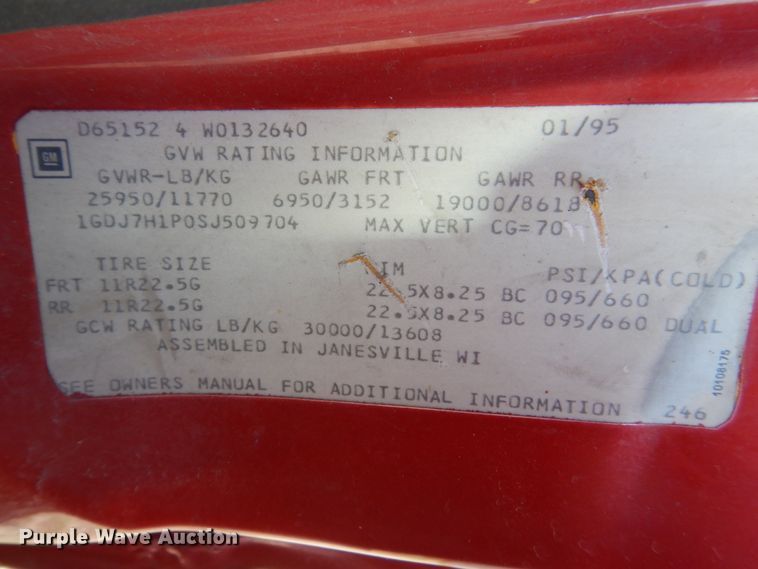 D65152 4 W0132640 01/95
GM
GVW RATING INFORMATION
GVWR-LB/KG GAWR FRT GAWR RR
25950/11770 6950/3152 19000/8618
1GDJ7H1P0SJ509704 MAX VERT CG=70
TIRE SIZE RIM PSI/KPA(COLD)
FRT 11R22.5G 22.5X8.25 BC 095/660
RR 11R22.5G 22.5X8.25 BC 095/660 DUAL
GCW RATING LB/KG 30000/13608
ASSEMBLED IN JANESVILLE WI
10108175
SEE OWNERS MANUAL FOR ADDITIONAL INFORMATION 246
Purple Wave Auction